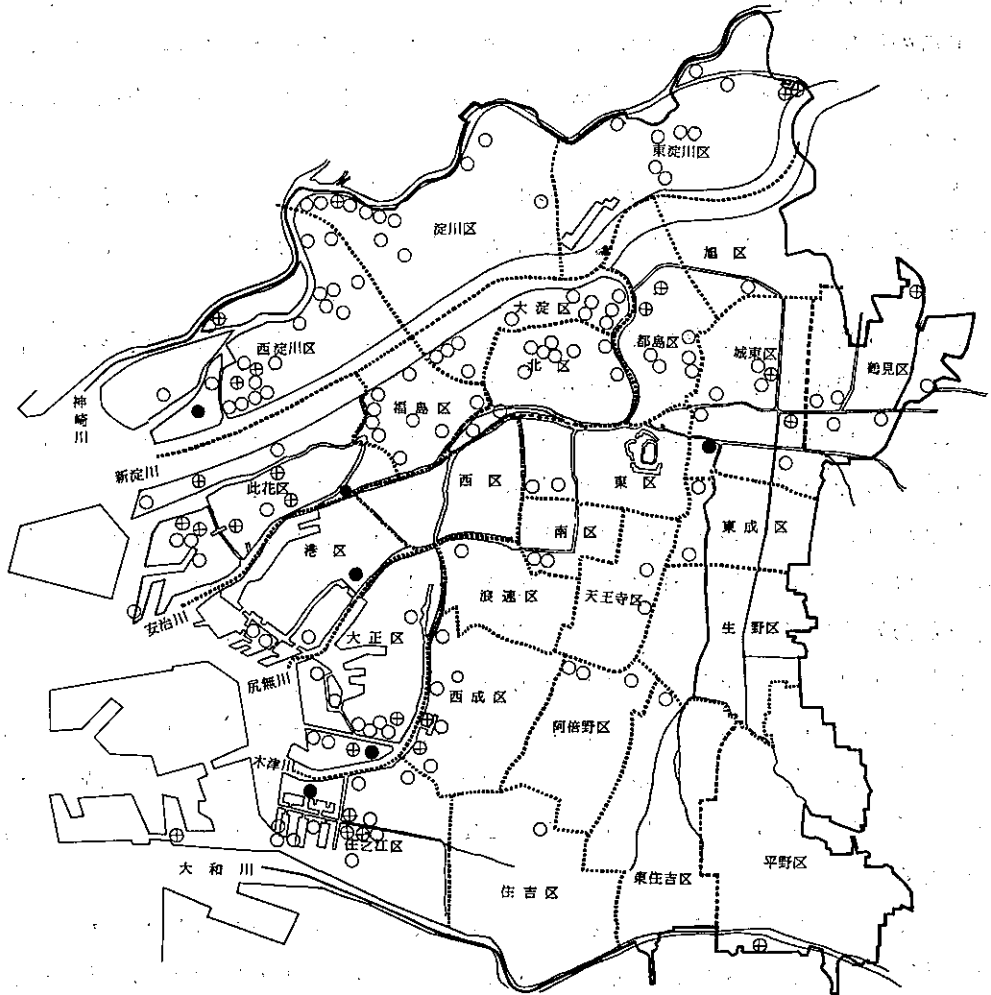 東淀川区
淀川区
旭区
大淀区
都島区
城東区
西淀川区
北区
鶴見区
神崎川
福島区
新淀川
西区
東区
此花区
南区
東成区
港区
浪速区
天王寺区
安治川
大正区
生野区
尻無川
西成区
阿倍野区
木津川
住之江区
大和川
住吉区
東住吉区
平野区